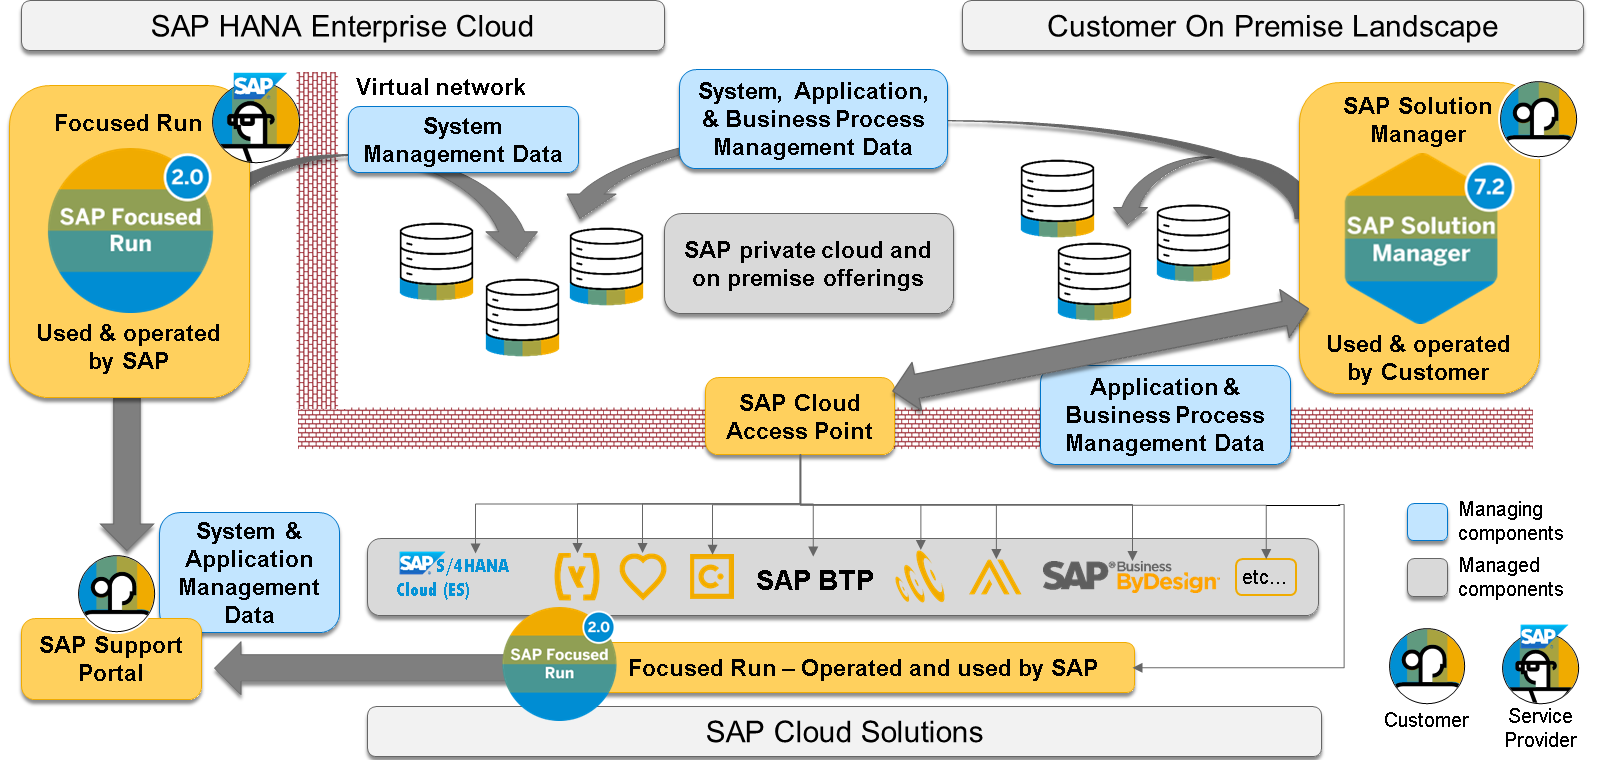 SAP HANA Enterprise Cloud
Customer On Premise Landscape
SAP
Focused Run
2.0
SAP Focused
Run
Used & operated
by SAP
Virtual network
System
Management Data
System, Application,
& Business Process
Management Data
SAP private cloud and
on premise offerings
SAP Solution
Manager
7.2
SAP Solution
Manager
Used & operated
by Customer
SAP Cloud
Access Point
Application &
Business Process
Management Data
System &
Application
Management
Data
SAP Support
Portal
SAP S/4HANA
Cloud (ES)
SAP BTP
SAP® Business
ByDesign
etc...
2.0
SAP Focused
Run
Focused Run – Operated and used by SAP
SAP Cloud Solutions
Managing
components
Managed
components
Customer
SAP
Service
Provider